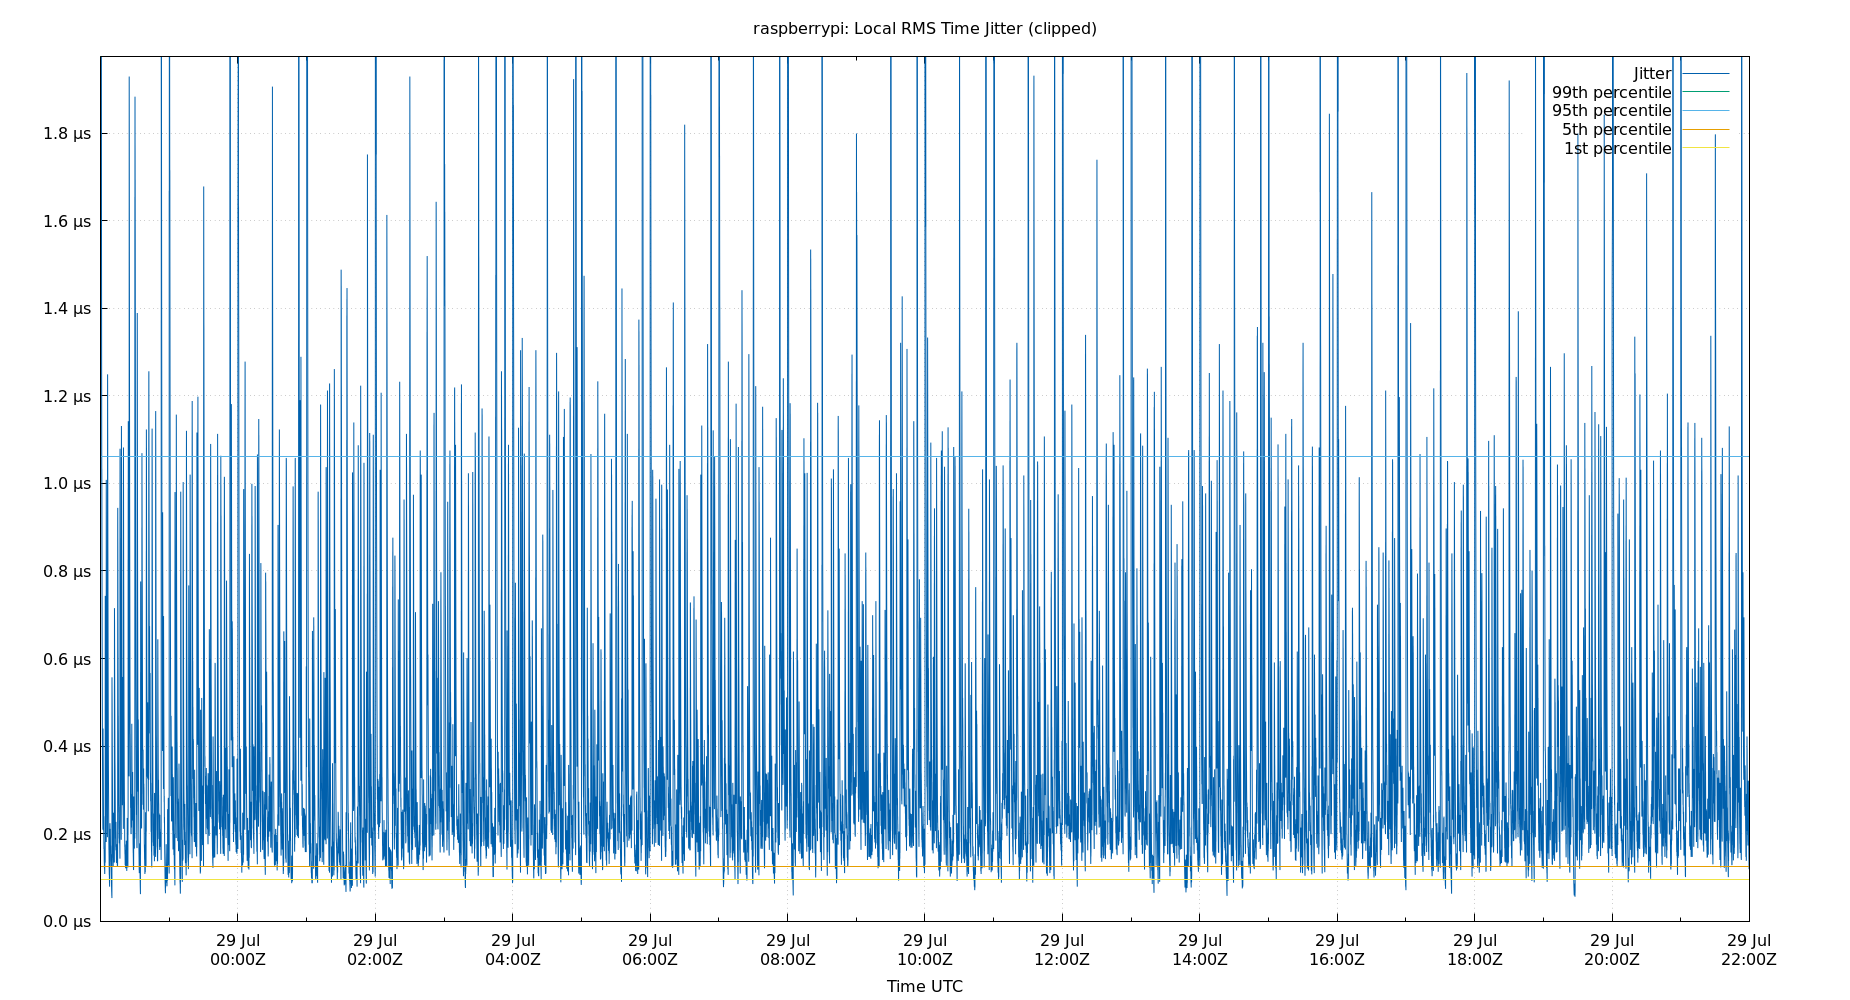 raspberrypi: Local RMS Time Jitter (clipped)
Jitter
99th percentile
95th percentile
5th percentile
1st percentile
1.8 μs
1.6 μs
1.4 μs
1.2 μs
1.0 μs
0.8 μs
0.6 μs
0.4 μs
0.2 μs
0.0 μs
29 Jul 29 Jul 29 Jul 29 Jul 29 Jul 29 Jul 29 Jul 29 Jul 29 Jul 29 Jul 29 Jul 29 Jul
00:00Z 02:00Z 04:00Z 06:00Z 08:00Z 10:00Z 12:00Z 14:00Z 16:00Z 18:00Z 20:00Z 22:00Z
Time UTC